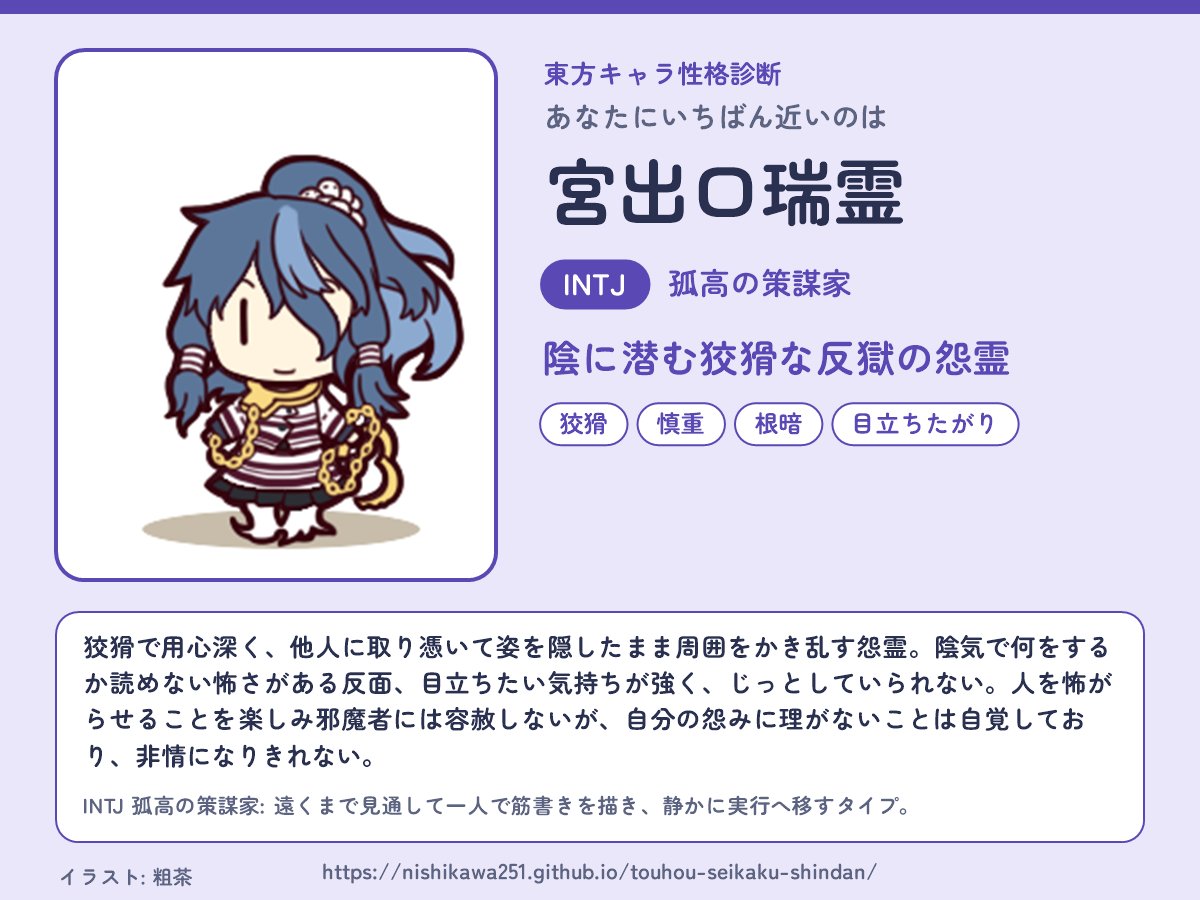 東方キャラ性格診断
あなたにいちばん近いのは
宮出口瑞霊
INTJ 孤高の策謀家
陰に潜む狡猾な反獄の怨霊
狡猾 慎重 根暗 目立ちたがり
狡猾で用心深く、他人に取り憑いて姿を隠したまま周囲をかき乱す怨霊。陰気で何をする
か読めない怖さがある反面、目立ちたい気持ちが強く、じっとしていられない。人を怖が
らせることを楽しみ邪魔者には容赦しないが、自分の怨みに理がないことは自覚してお
り、非情になりきれない。
INTJ 孤高の策謀家: 遠くまで見通して一人で筋書きを描き、静かに実行へ移すタイプ。
イラスト: 粗茶
https://nishikawa251.github.io/touhou-seikaku-shindan/